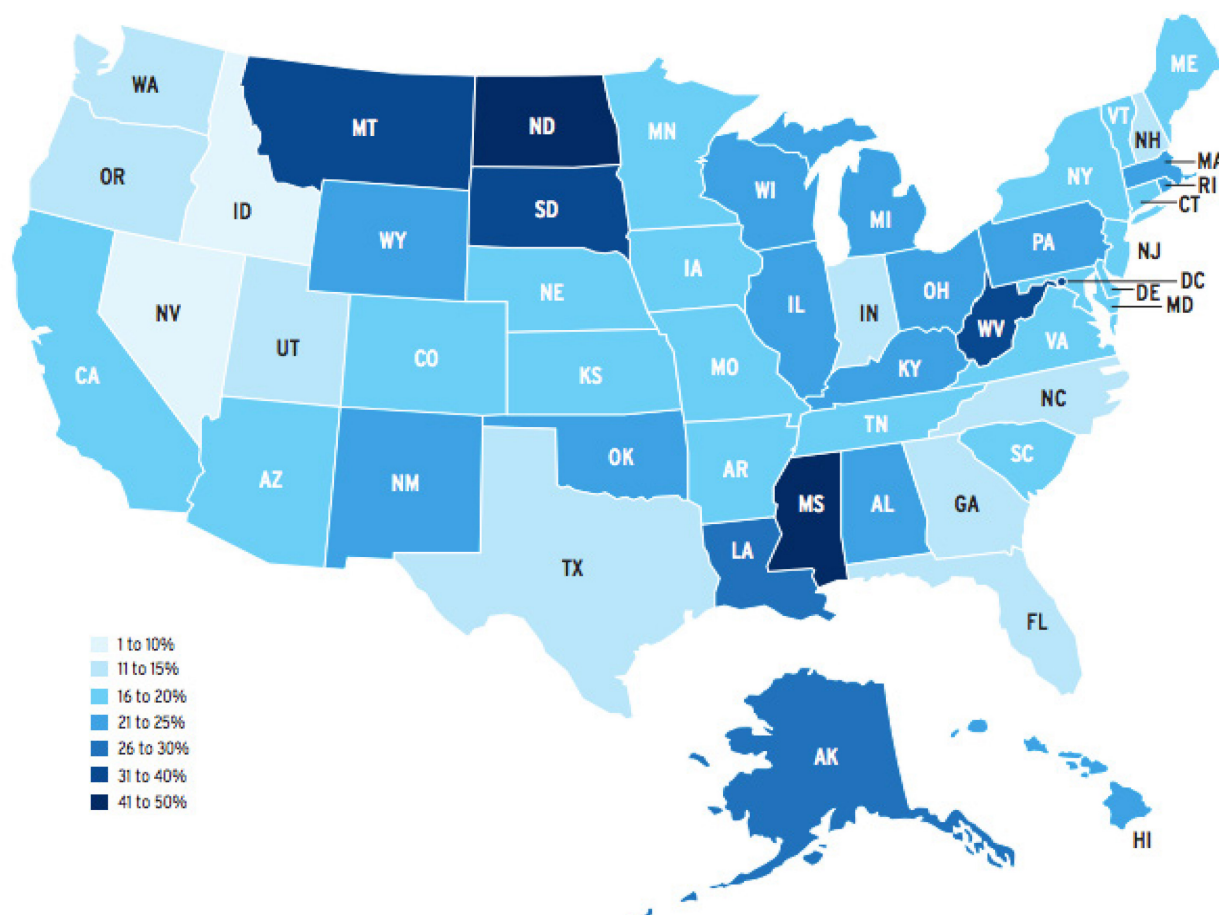 ME
WA
VT
MT
ND
MN
NH
MA
OR
ID
SD
WI
NY
RI
CT
WY
MI
PA
NJ
IA
NE
DC
OH
DE
NV
IL
IN
MD
UT
WV
CO
VA
CA
KS
MO
KY
NC
TN
AZ
NM
OK
AR
SC
MS
AL
GA
LA
TX
FL
1 to 10%
11 to 15%
16 to 20%
21 to 25%
26 to 30%
31 to 40%
41 to 50%
AK
HI